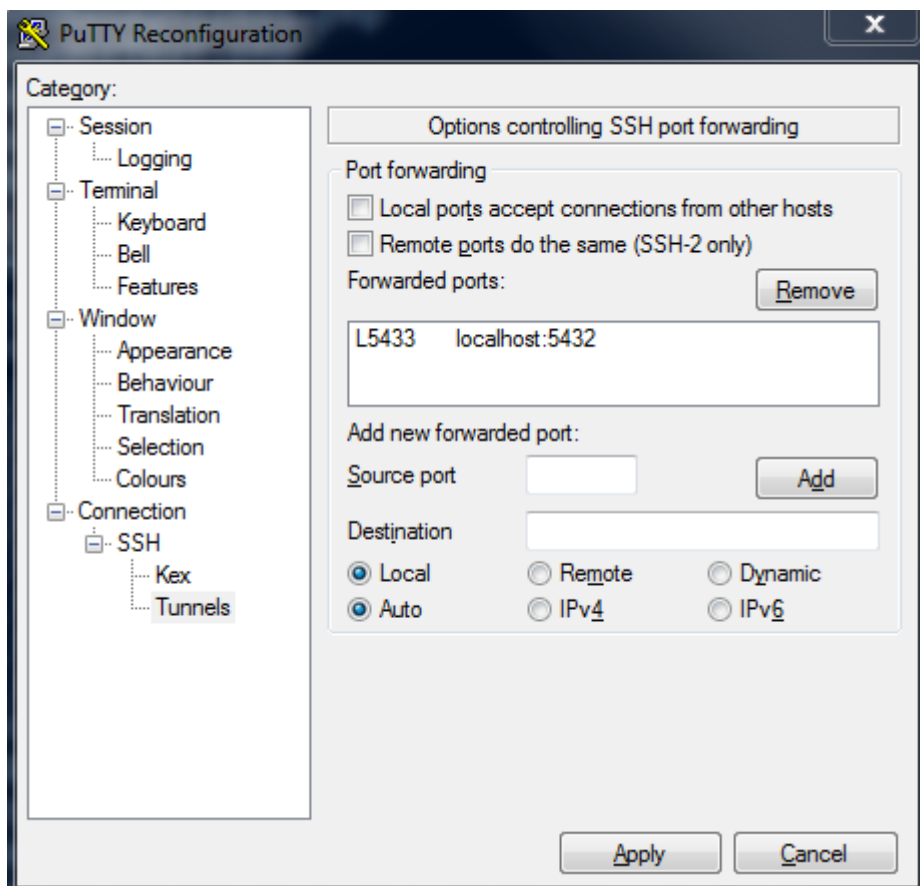 PuTTY Reconfiguration
X
Category:
Session
Logging
Terminal
Keyboard
Bell
Features
Window
Appearance
Behaviour
Translation
Selection
Colours
Connection
SSH
Kex
Tunnels
Options controlling SSH port forwarding
Port forwarding
Local ports accept connections from other hosts
Remote ports do the same (SSH-2 only)
Forwarded ports:
Remove
L5433 localhost:5432
Add new forwarded port:
Source port
Add
Destination
Local Remote Dynamic
Auto IPv4 IPv6
Apply Cancel